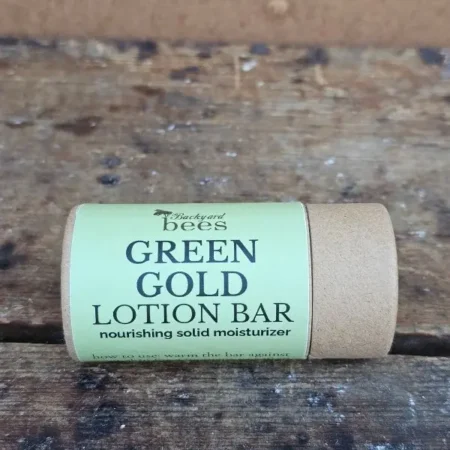 Backyard
bees
GREEN
GOLD
LOTION BAR
nourishing solid moisturizer
how to use: warm the bar against